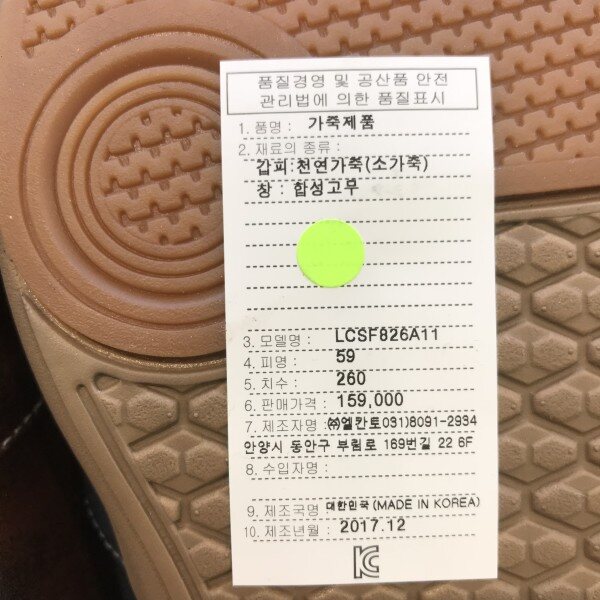 품질경영 및 공산품 안전
관리법에 의한 품질표시
1. 품명 : 가죽제품
2. 재료의 종류 :
갑피:천연가죽(소가죽)
창 : 합성고무
3. 모델명 : LCSF826A11
4. 피명 : 59
5. 치수 : 260
6. 판매가격 : 159,000
7. 제조자명 : ㈜엘칸토031)8091-2934
안양시 동안구 부림로 169번길 22 6F
8. 수입자명 :
9. 제조국명 : 대한민국(MADE IN KOREA)
10. 제조년월 : 2017.12
KC